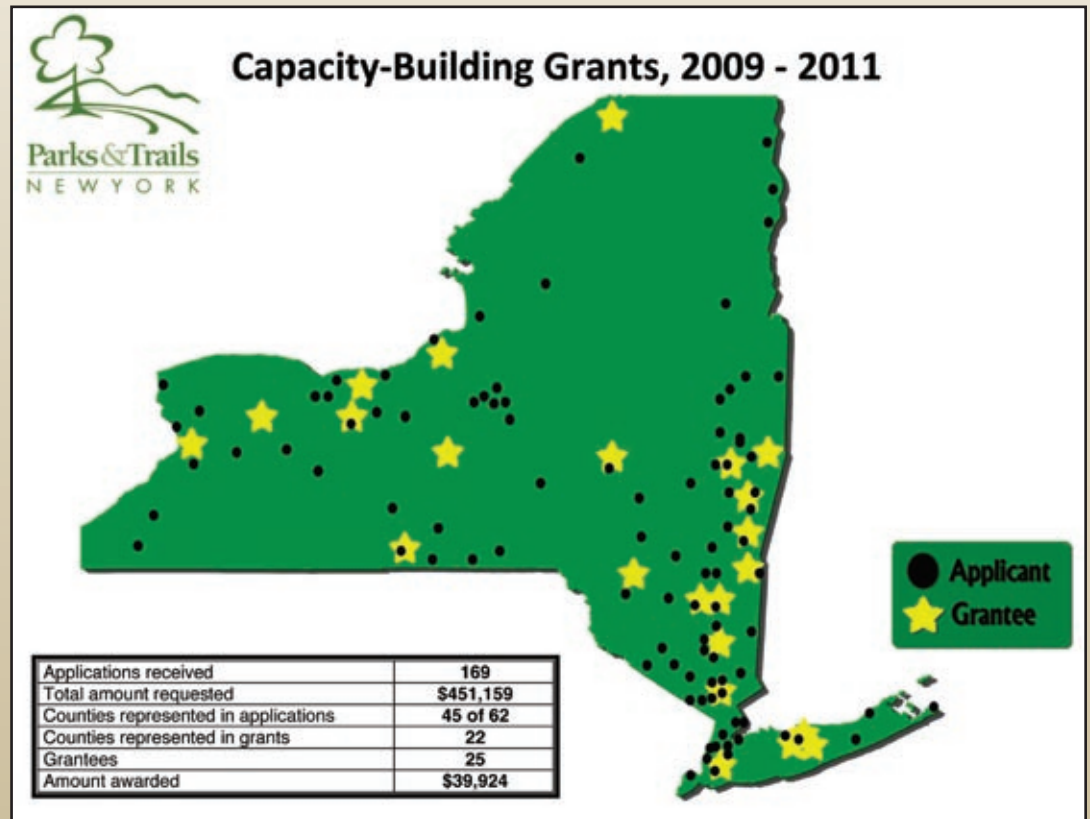 Parks & Trails
NEW YORK
Capacity-Building Grants, 2009 - 2011
Applicant
Grantee
Applications received 169
Total amount requested $451,159
Counties represented in applications 45 of 62
Counties represented in grants 22
Grantees 25
Amount awarded $39,924